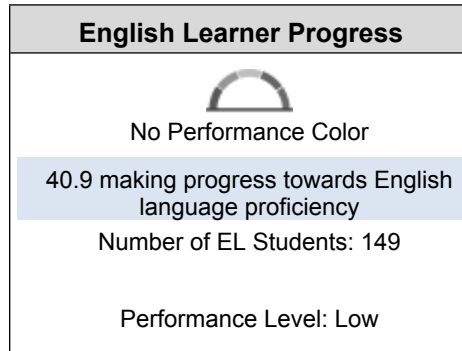 English Learner Progress
No Performance Color
40.9 making progress towards English
language proficiency
Number of EL Students: 149
Performance Level: Low